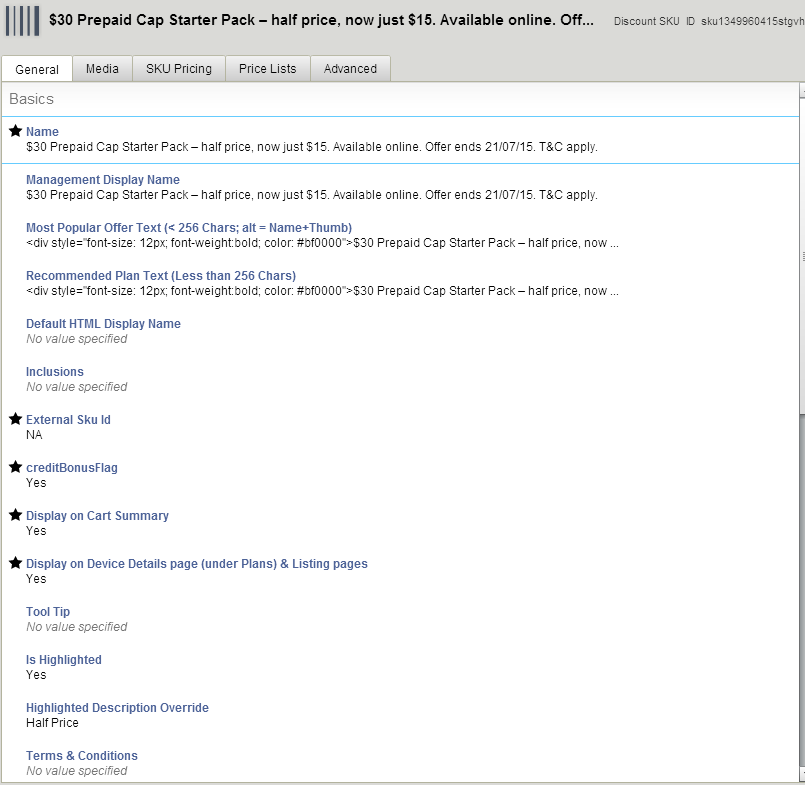 $30 Prepaid Cap Starter Pack – half price, now just $15. Available online. Off... Discount SKU ID sku1349960415stgvh
General Media SKU Pricing Price Lists Advanced
Basics
Name
$30 Prepaid Cap Starter Pack – half price, now just $15. Available online. Offer ends 21/07/15. T&C apply.
Management Display Name
$30 Prepaid Cap Starter Pack – half price, now just $15. Available online. Offer ends 21/07/15. T&C apply.
Most Popular Offer Text (< 256 Chars; alt = Name+Thumb)
<div style="font-size: 12px; font-weight:bold; color: #bf0000">$30 Prepaid Cap Starter Pack – half price, now ...
Recommended Plan Text (Less than 256 Chars)
<div style="font-size: 12px; font-weight:bold; color: #bf0000">$30 Prepaid Cap Starter Pack – half price, now ...
Default HTML Display Name
No value specified
Inclusions
No value specified
External Sku Id
NA
creditBonusFlag
Yes
Display on Cart Summary
Yes
Display on Device Details page (under Plans) & Listing pages
Yes
Tool Tip
No value specified
Is Highlighted
Yes
Highlighted Description Override
Half Price
Terms & Conditions
No value specified